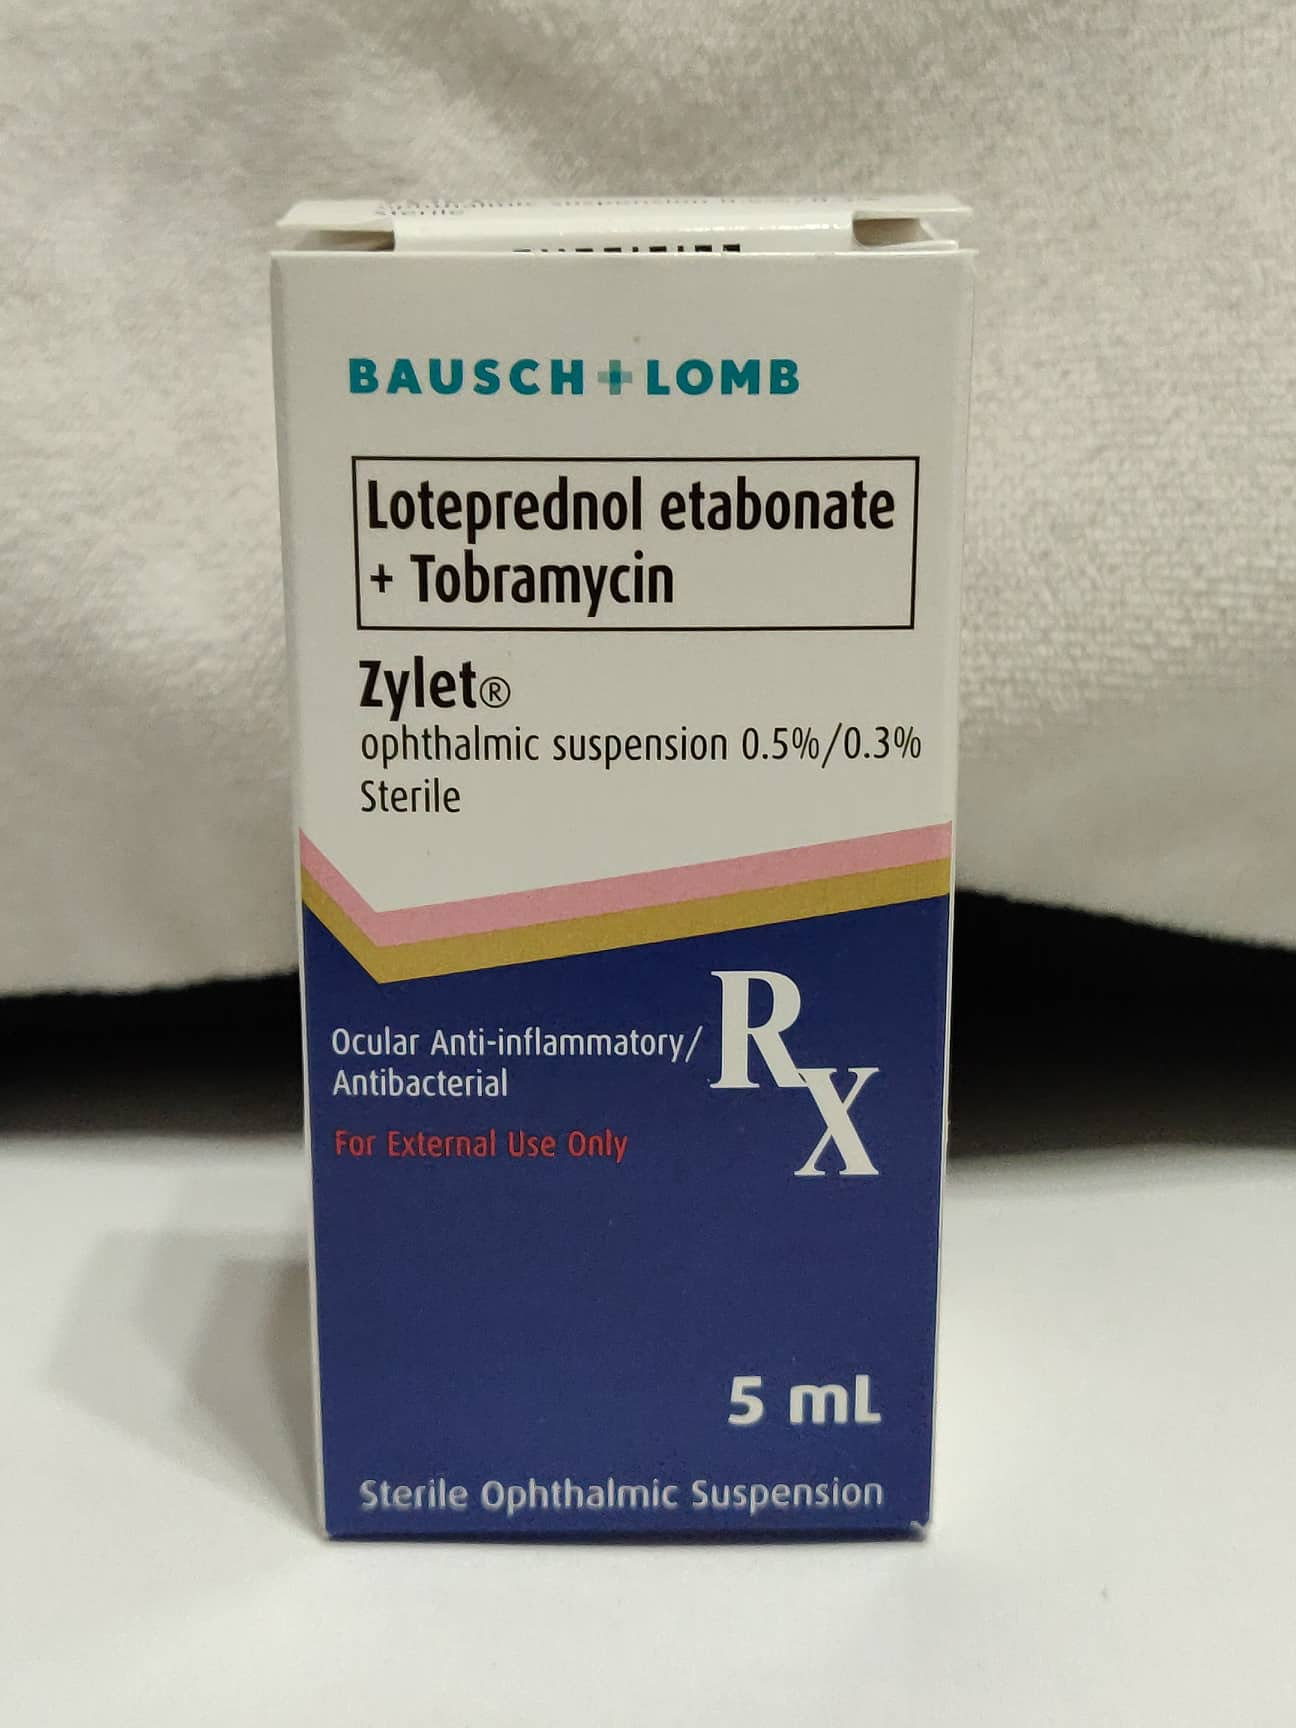 sterile
BAUSCH + LOMB
Loteprednol etabonate
+ Tobramycin
Zylet®
ophthalmic suspension 0.5%/0.3%
Sterile
Ocular Anti-inflammatory/
Antibacterial
Rx
For External Use Only
5 mL
Sterile Ophthalmic Suspension